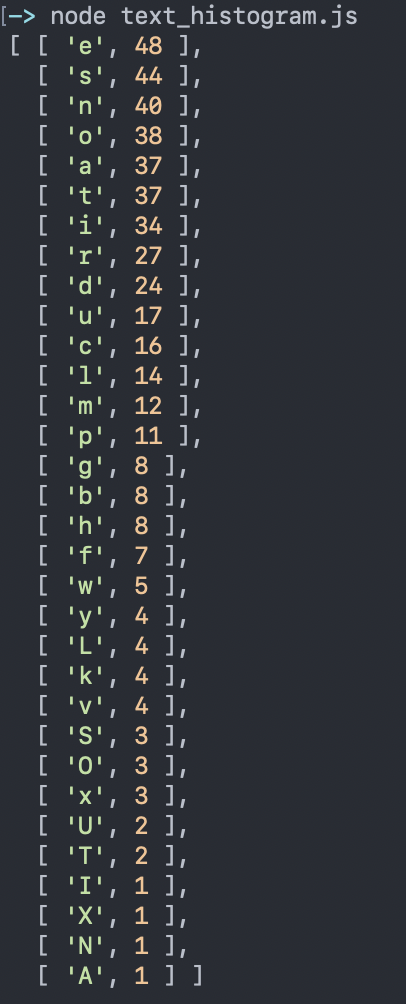 [-> node text_histogram.js
[ [ 'e', 48 ],
  [ 's', 44 ],
  [ 'n', 40 ],
  [ 'o', 38 ],
  [ 'a', 37 ],
  [ 't', 37 ],
  [ 'i', 34 ],
  [ 'r', 27 ],
  [ 'd', 24 ],
  [ 'u', 17 ],
  [ 'c', 16 ],
  [ 'l', 14 ],
  [ 'm', 12 ],
  [ 'p', 11 ],
  [ 'g', 8 ],
  [ 'b', 8 ],
  [ 'h', 8 ],
  [ 'f', 7 ],
  [ 'w', 5 ],
  [ 'y', 4 ],
  [ 'L', 4 ],
  [ 'k', 4 ],
  [ 'v', 4 ],
  [ 'S', 3 ],
  [ 'O', 3 ],
  [ 'x', 3 ],
  [ 'U', 2 ],
  [ 'T', 2 ],
  [ 'I', 1 ],
  [ 'X', 1 ],
  [ 'N', 1 ],
  [ 'A', 1 ] ]